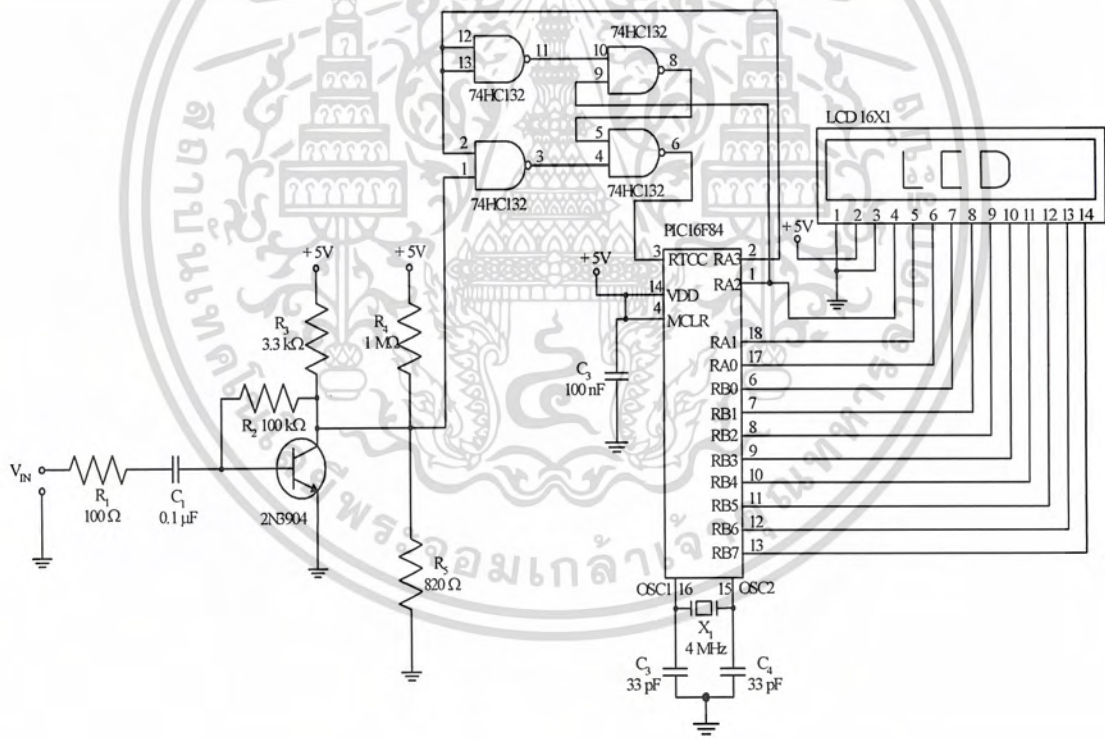 74HC132
12
13
11
10
9
8
74HC132
2
1
3
5
4
6
74HC132
74HC132
LCD 16X1
LCD
1 2 3 4 5 6 7 8 9 10 11 12 13 14
+5V
PIC16F84
3 RTCC
RA3 2
RA2 1
+5V
14 VDD
4 MCLR
RA1 18
RA0 17
RB0 6
RB1 7
RB2 8
RB3 9
RB4 10
RB5 11
RB6 12
RB7 13
C3
100 nF
OSC1 16
15 OSC2
X1
4 MHz
C3
33 pF
C4
33 pF
+5V
+5V
R3
3.3 kΩ
R4
1 MΩ
R2 100 kΩ
VIN
R1
100 Ω
C1
0.1 µF
2N3904
R5
820 Ω